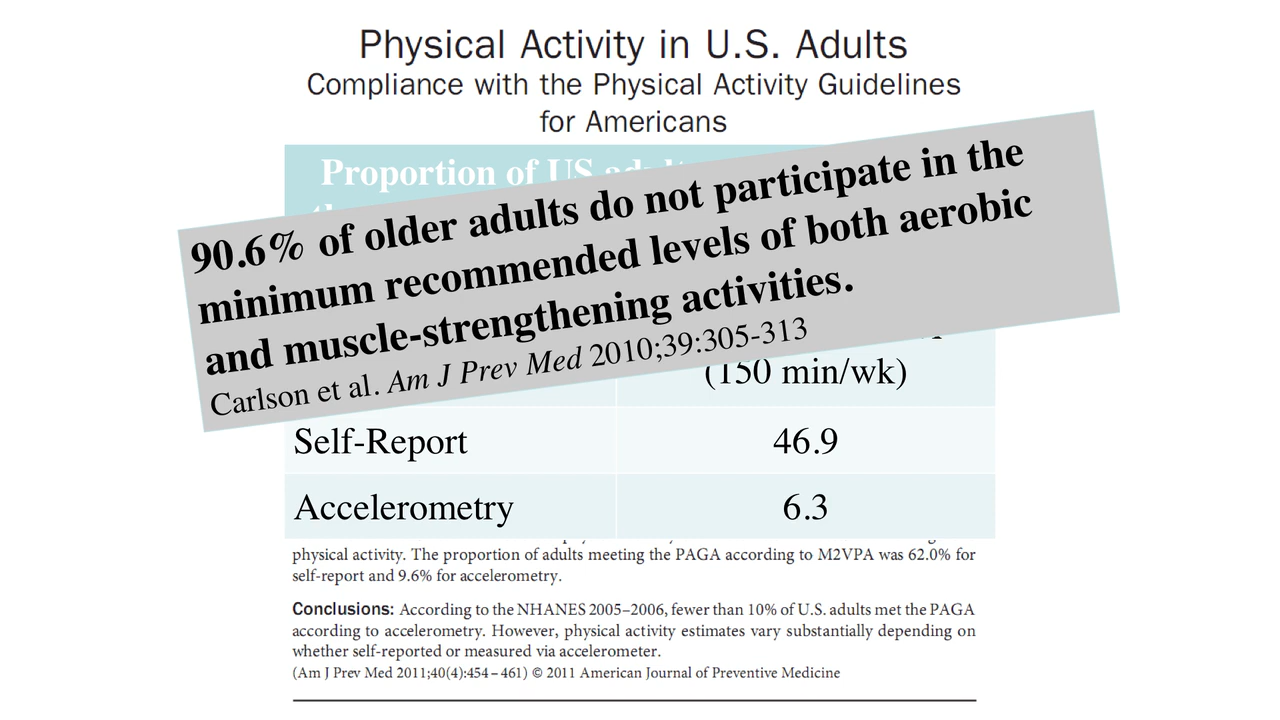 Physical Activity in U.S. Adults
Compliance with the Physical Activity Guidelines
for Americans
Proportion of US
90.6% of older adults do not participate in the
minimum recommended levels of both aerobic
and muscle-strengthening activities.
Carlson et al. Am J Prev Med 2010;39:305-313
(150 min/wk)
Self-Report 46.9
Accelerometry 6.3
physical activity. The proportion of adults meeting the PAGA according to M2VPA was 62.0% for
self-report and 9.6% for accelerometry.
Conclusions: According to the NHANES 2005–2006, fewer than 10% of U.S. adults met the PAGA
according to accelerometry. However, physical activity estimates vary substantially depending on
whether self-reported or measured via accelerometer.
(Am J Prev Med 2011;40(4):454–461) © 2011 American Journal of Preventive Medicine